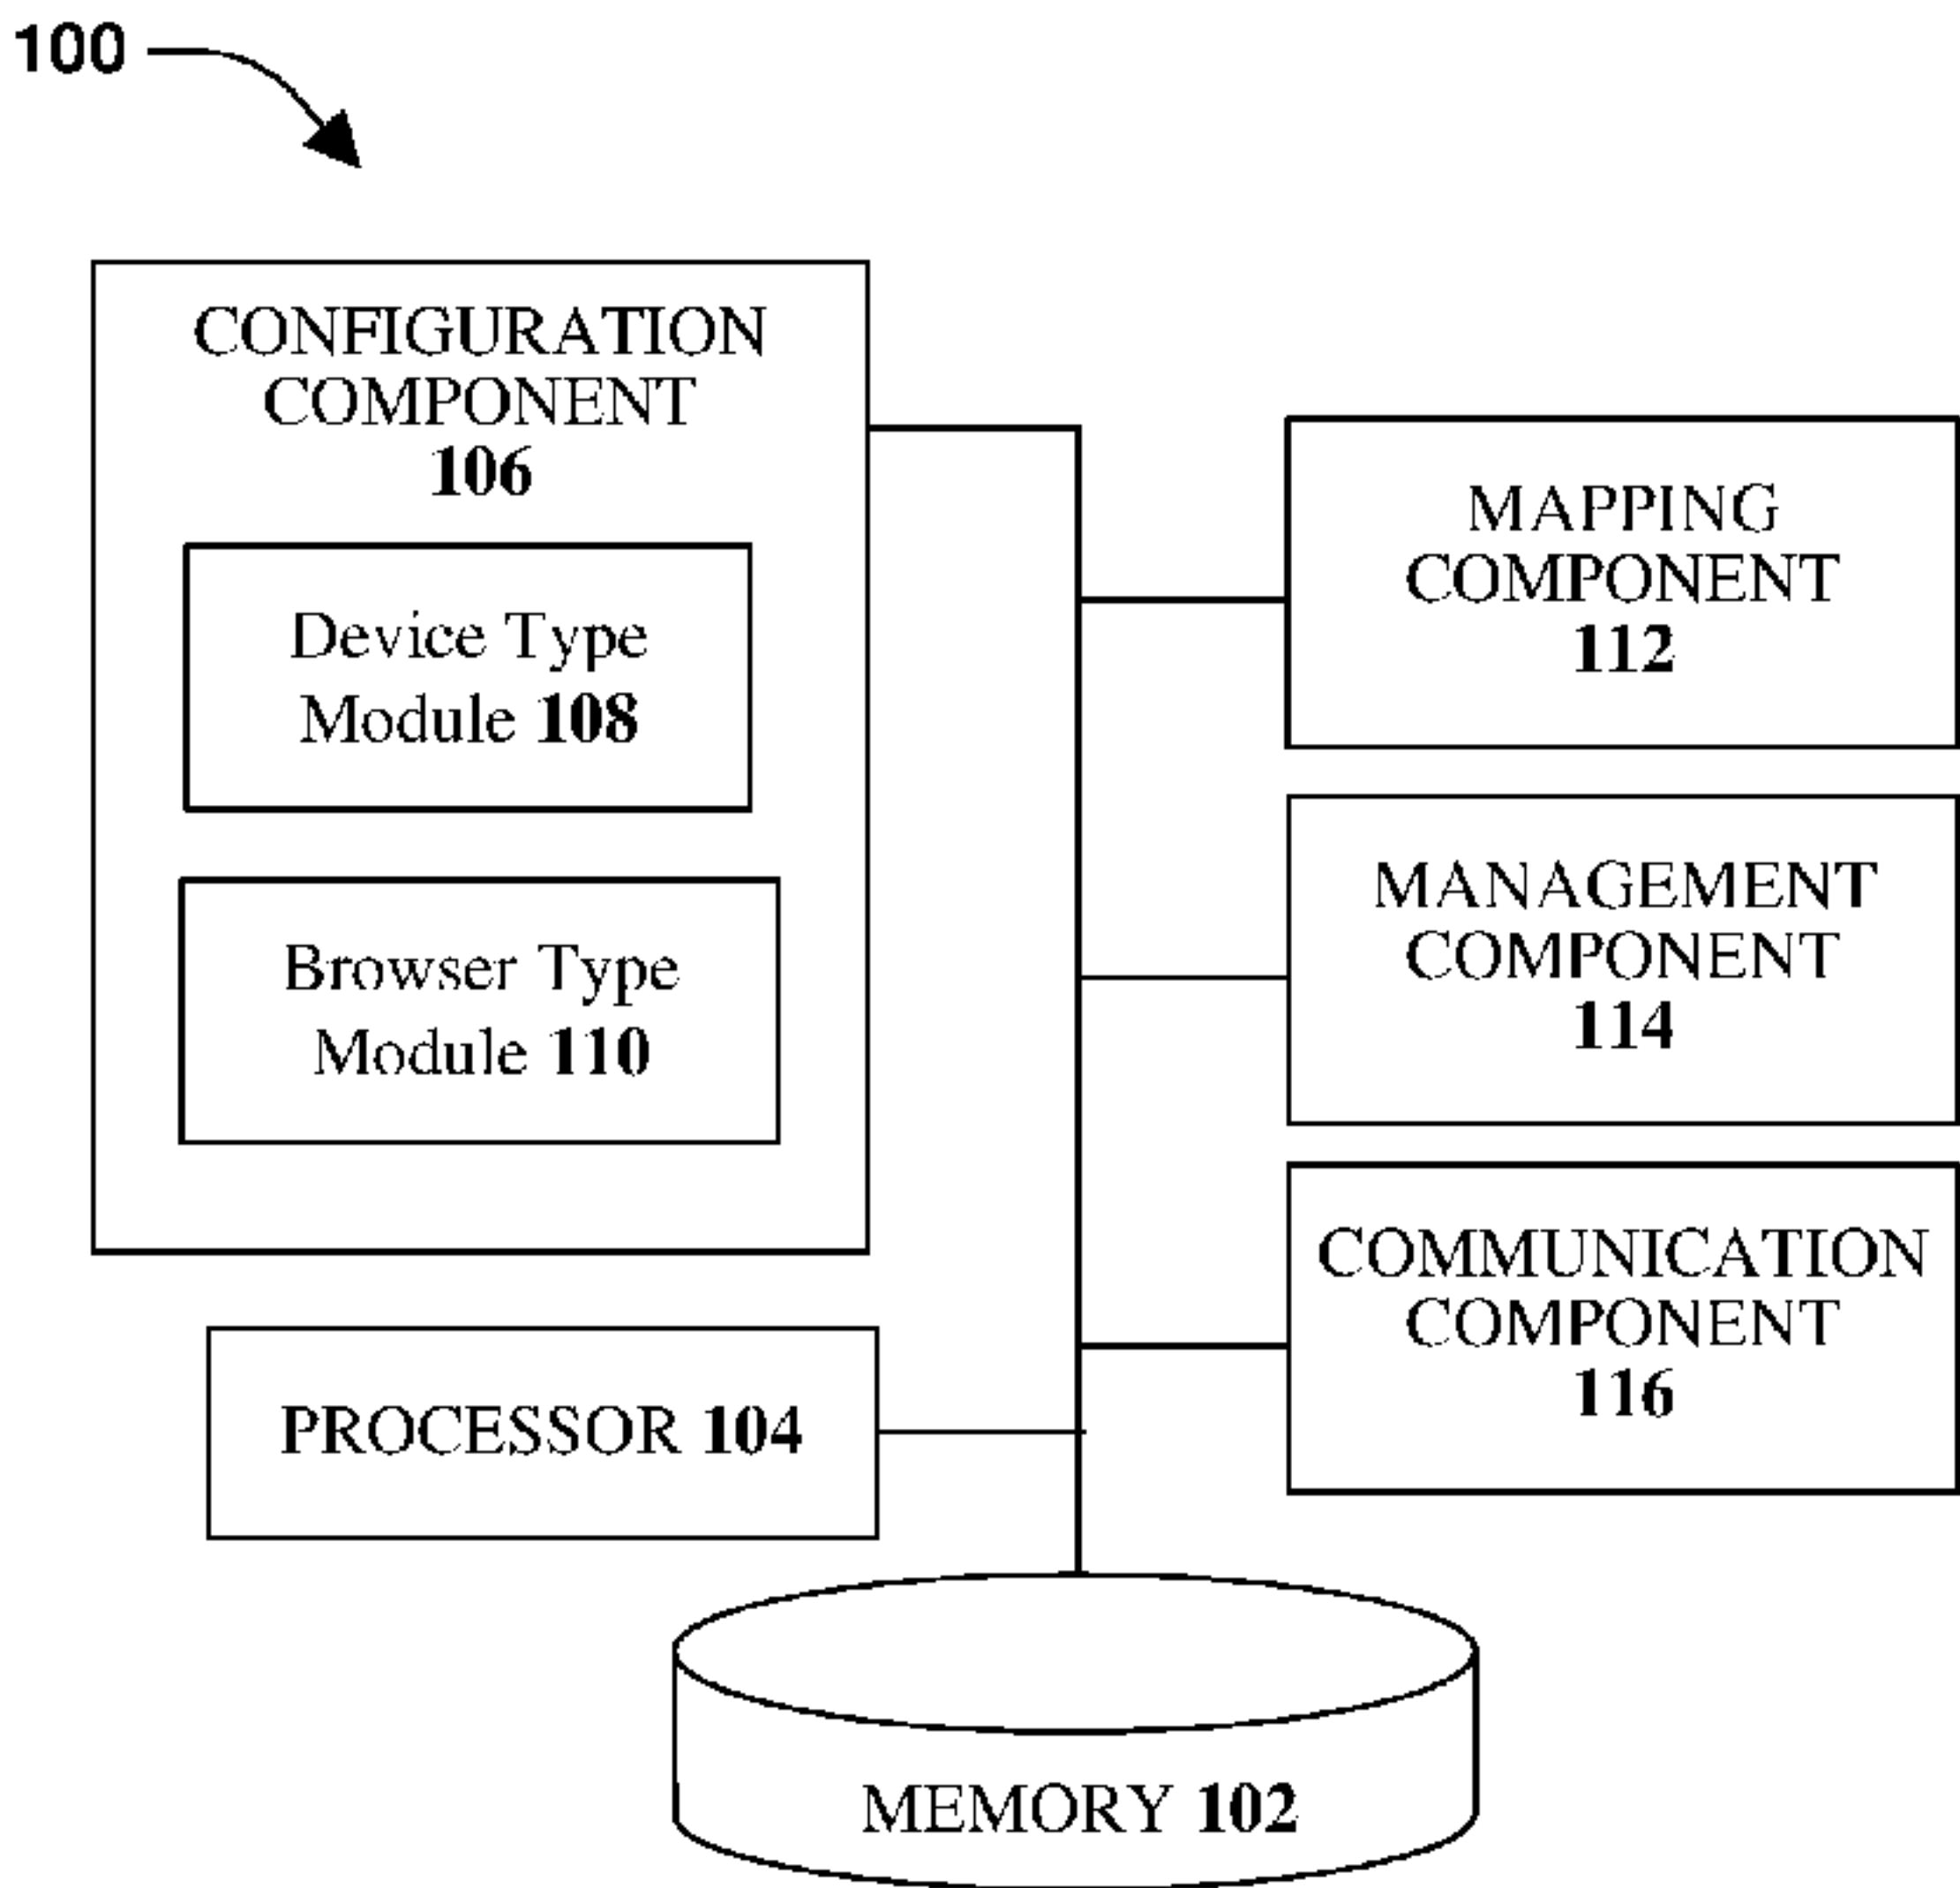 100
CONFIGURATION
COMPONENT
106
Device Type
Module 108
Browser Type
Module 110
PROCESSOR 104
MAPPING
COMPONENT
112
MANAGEMENT
COMPONENT
114
COMMUNICATION
COMPONENT
116
MEMORY 102